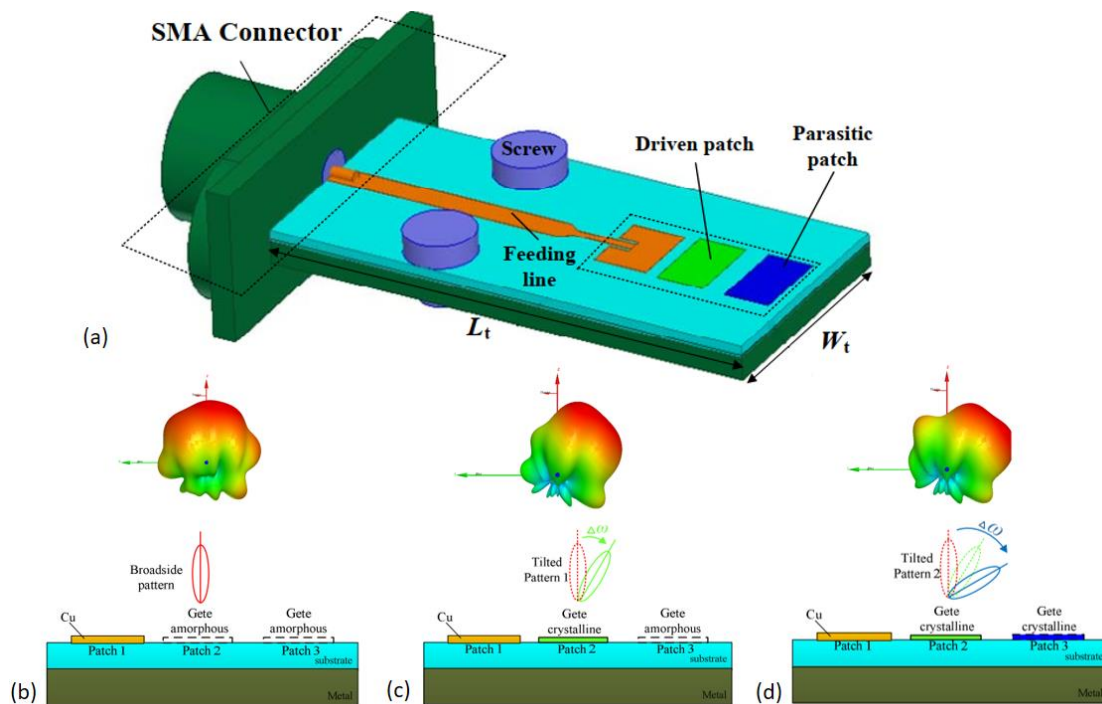 SMA Connector
Screw
Driven patch
Parasitic
patch
Feeding
line
Lt
Wt
(a)
Broadside
pattern
Cu
Gete
amorphous
Gete
amorphous
Patch 1
Patch 2
Patch 3
substrate
Metal
(b)
Δω
Tilted
Pattern 1
Cu
Gete
crystalline
Gete
amorphous
Patch 1
Patch 2
Patch 3
substrate
Metal
(c)
Δω
Tilted
Pattern 2
Cu
Gete
crystalline
Gete
crystalline
Patch 1
Patch 2
Patch 3
substrate
Metal
(d)